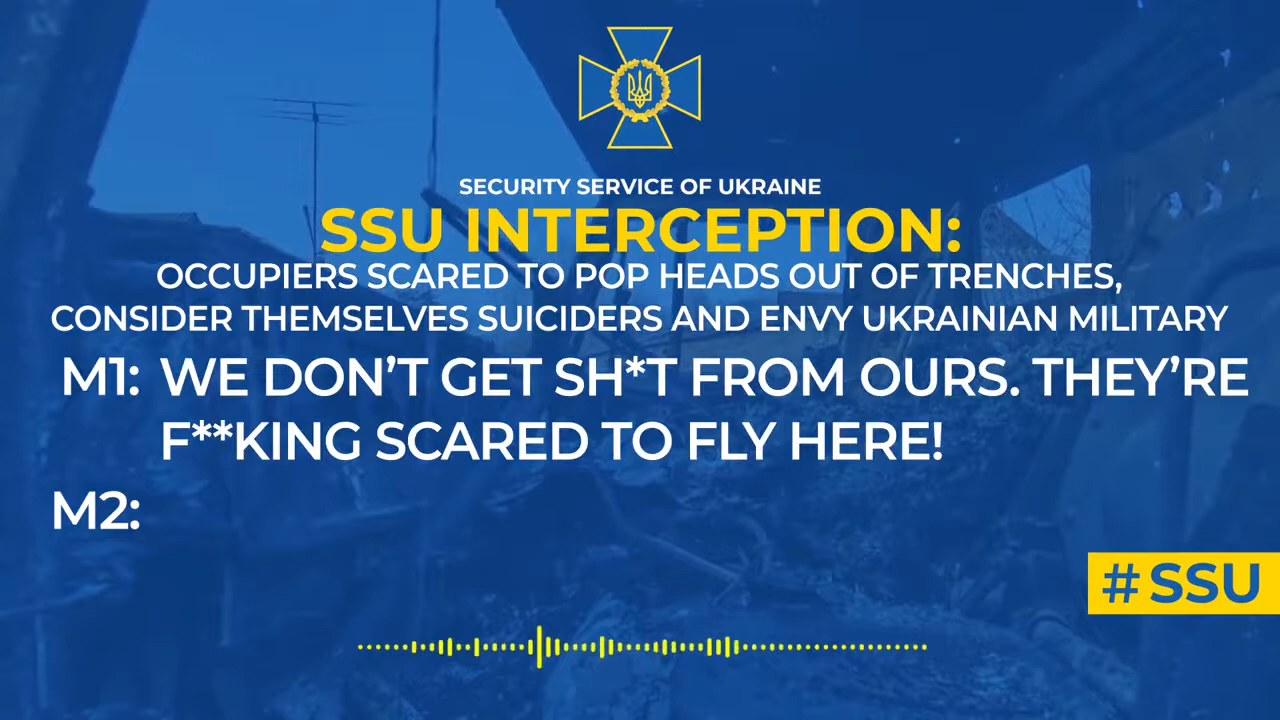 SECURITY SERVICE OF UKRAINE
SSU INTERCEPTION:
OCCUPIERS SCARED TO POP HEADS OUT OF TRENCHES,
CONSIDER THEMSELVES SUICIDERS AND ENVY UKRAINIAN MILITARY
M1: WE DON’T GET SH*T FROM OURS. THEY’RE
F**KING SCARED TO FLY HERE!
M2:
# SSU